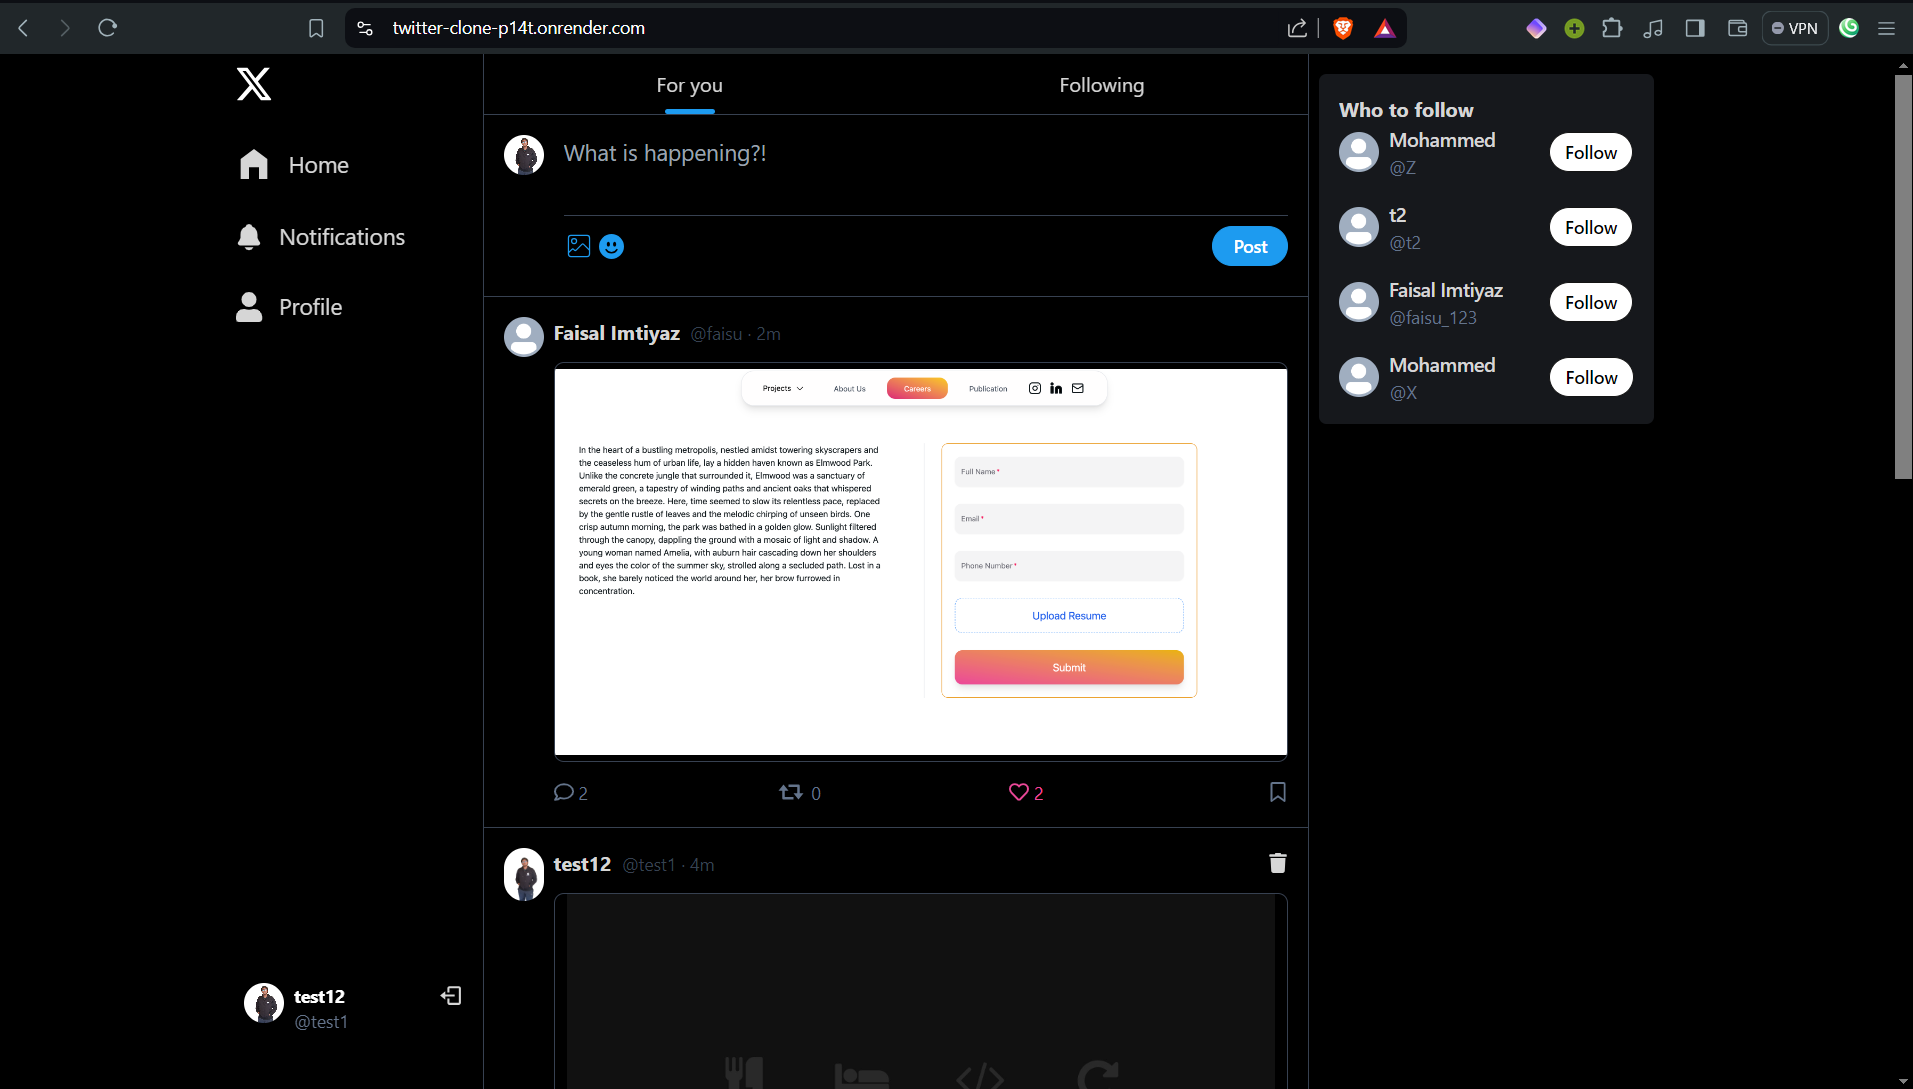 twitter-clone-p14t.onrender.com
VPN
Home
Notifications
Profile
test12
@test1
For you
Following
What is happening?!
Post
Faisal Imtiyaz @faisu · 2m
Projects About Us Careers Publication
In the heart of a bustling metropolis, nestled amidst towering skyscrapers and
the ceaseless hum of urban life, lay a hidden haven known as Elmwood Park.
Unlike the concrete jungle that surrounded it, Elmwood was a sanctuary of
emerald green, a tapestry of winding paths and ancient oaks that whispered
secrets on the breeze. Here, time seemed to slow its relentless pace, replaced
by the gentle rustle of leaves and the melodic chirping of unseen birds. One
crisp autumn morning, the park was bathed in a golden glow. Sunlight filtered
through the canopy, dappling the ground with a mosaic of light and shadow. A
young woman named Amelia, with auburn hair cascading down her shoulders
and eyes the color of the summer sky, strolled along a secluded path. Lost in a
book, she barely noticed the world around her, her brow furrowed in
concentration.
Full Name*
Email*
Phone Number*
Upload Resume
Submit
2 0 2
test12 @test1 · 4m
Who to follow
Mohammed
@Z
Follow
t2
@t2
Follow
Faisal Imtiyaz
@faisu_123
Follow
Mohammed
@X
Follow